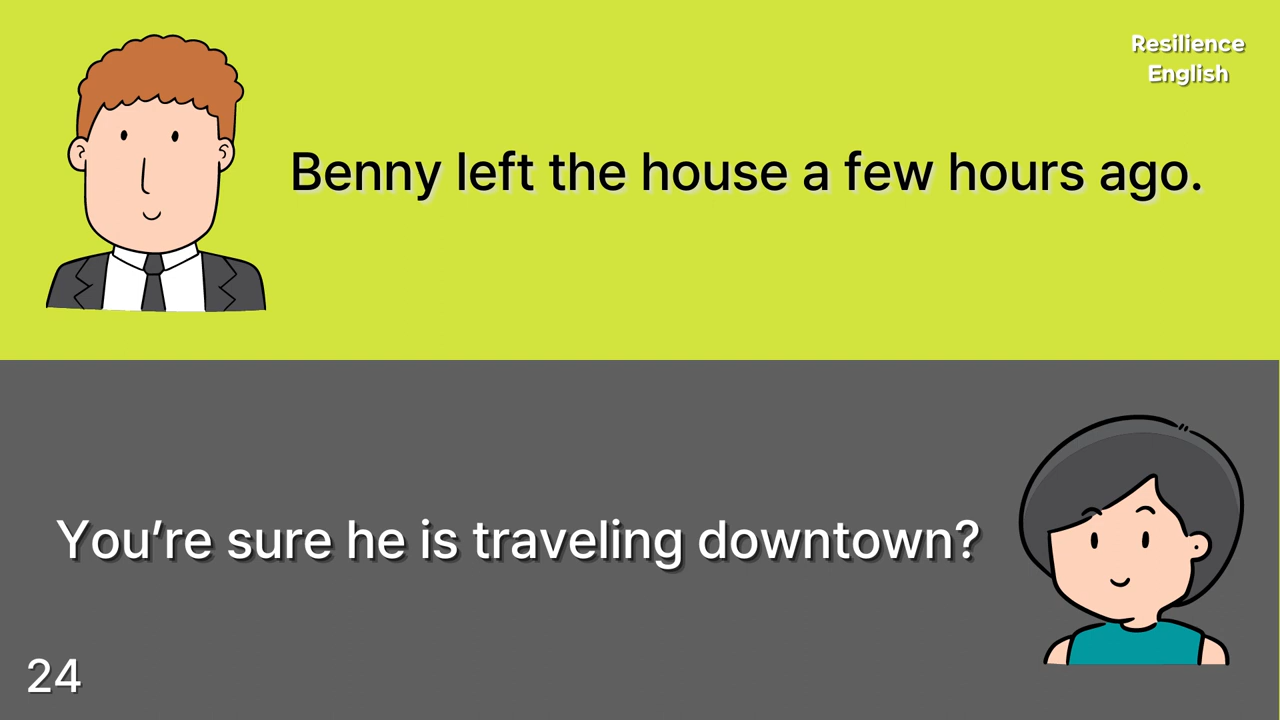 Resilience
English
Benny left the house a few hours ago.
You’re sure he is traveling downtown?
24